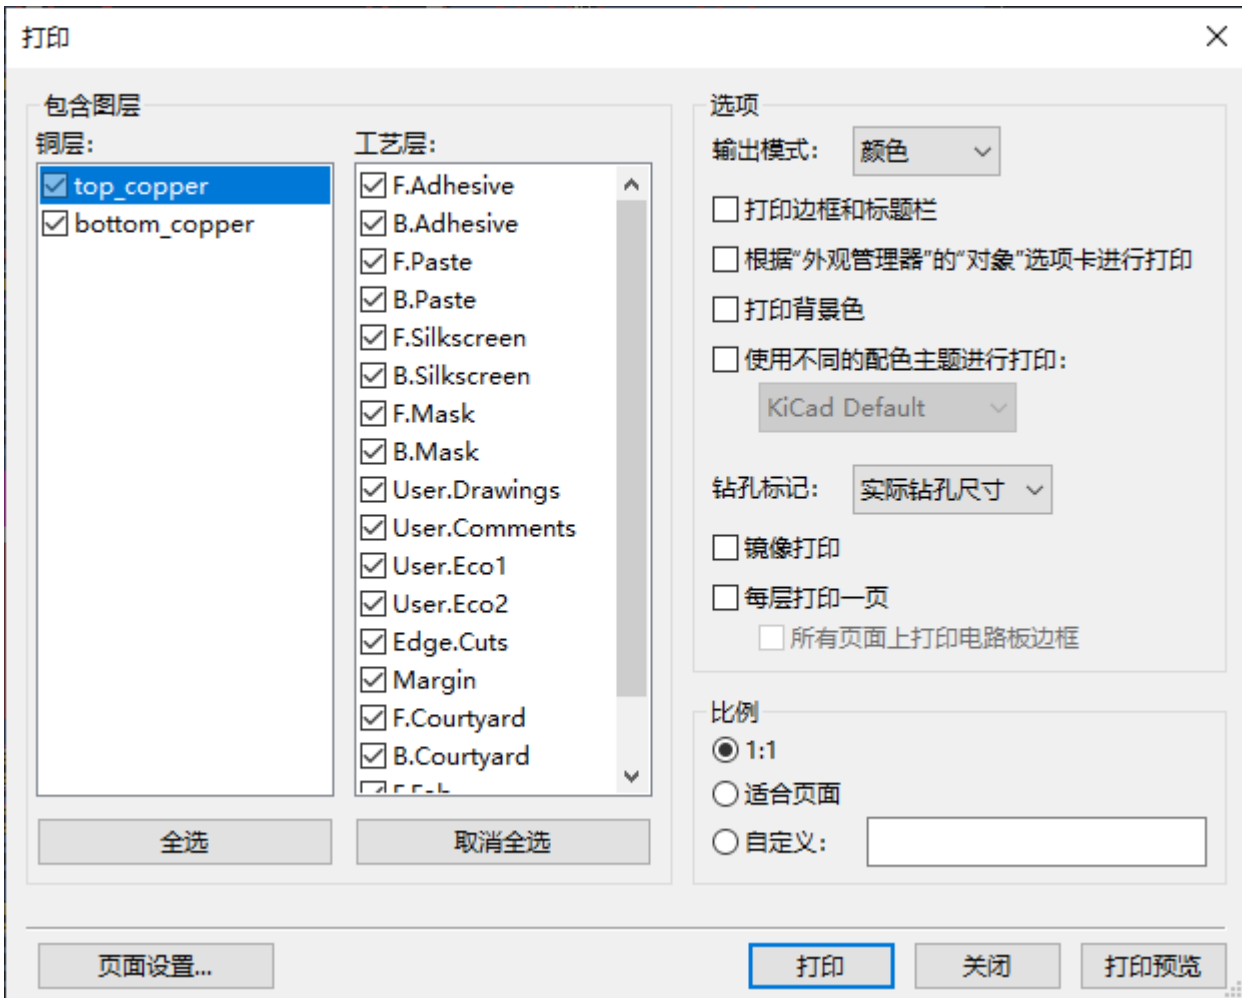 打印
包含图层
铜层:
top_copper
bottom_copper
工艺层:
F.Adhesive
B.Adhesive
F.Paste
B.Paste
F.Silkscreen
B.Silkscreen
F.Mask
B.Mask
User.Drawings
User.Comments
User.Eco1
User.Eco2
Edge.Cuts
Margin
F.Courtyard
B.Courtyard
F.Fab
全选
取消全选
选项
输出模式: 颜色
打印边框和标题栏
根据“外观管理器”的“对象”选项卡进行打印
打印背景色
使用不同的配色主题进行打印:
KiCad Default
钻孔标记: 实际钻孔尺寸
镜像打印
每层打印一页
所有页面上打印电路板边框
比例
1:1
适合页面
自定义:
页面设置...
打印
关闭
打印预览